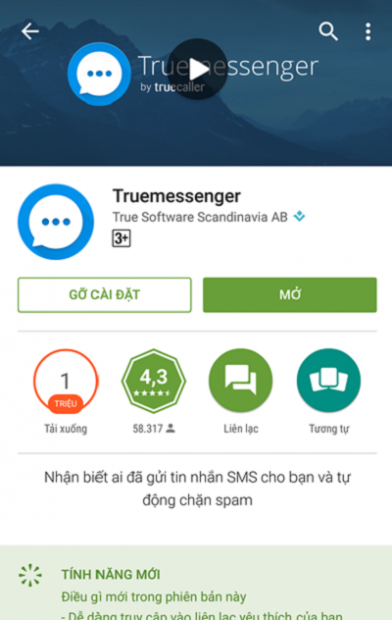 Truemessenger
by truecaller
Truemessenger
True Software Scandinavia AB
3+
GỠ CÀI ĐẶT
MỞ
1
TRIỆU
Tải xuống
4,3
58.317
Liên lạc
Tương tự
Nhận biết ai đã gửi tin nhắn SMS cho bạn và tự
động chặn spam
TÍNH NĂNG MỚI
Điều gì mới trong phiên bản này
- Dễ dàng truy cập vào liên lạc yêu thích của bạn